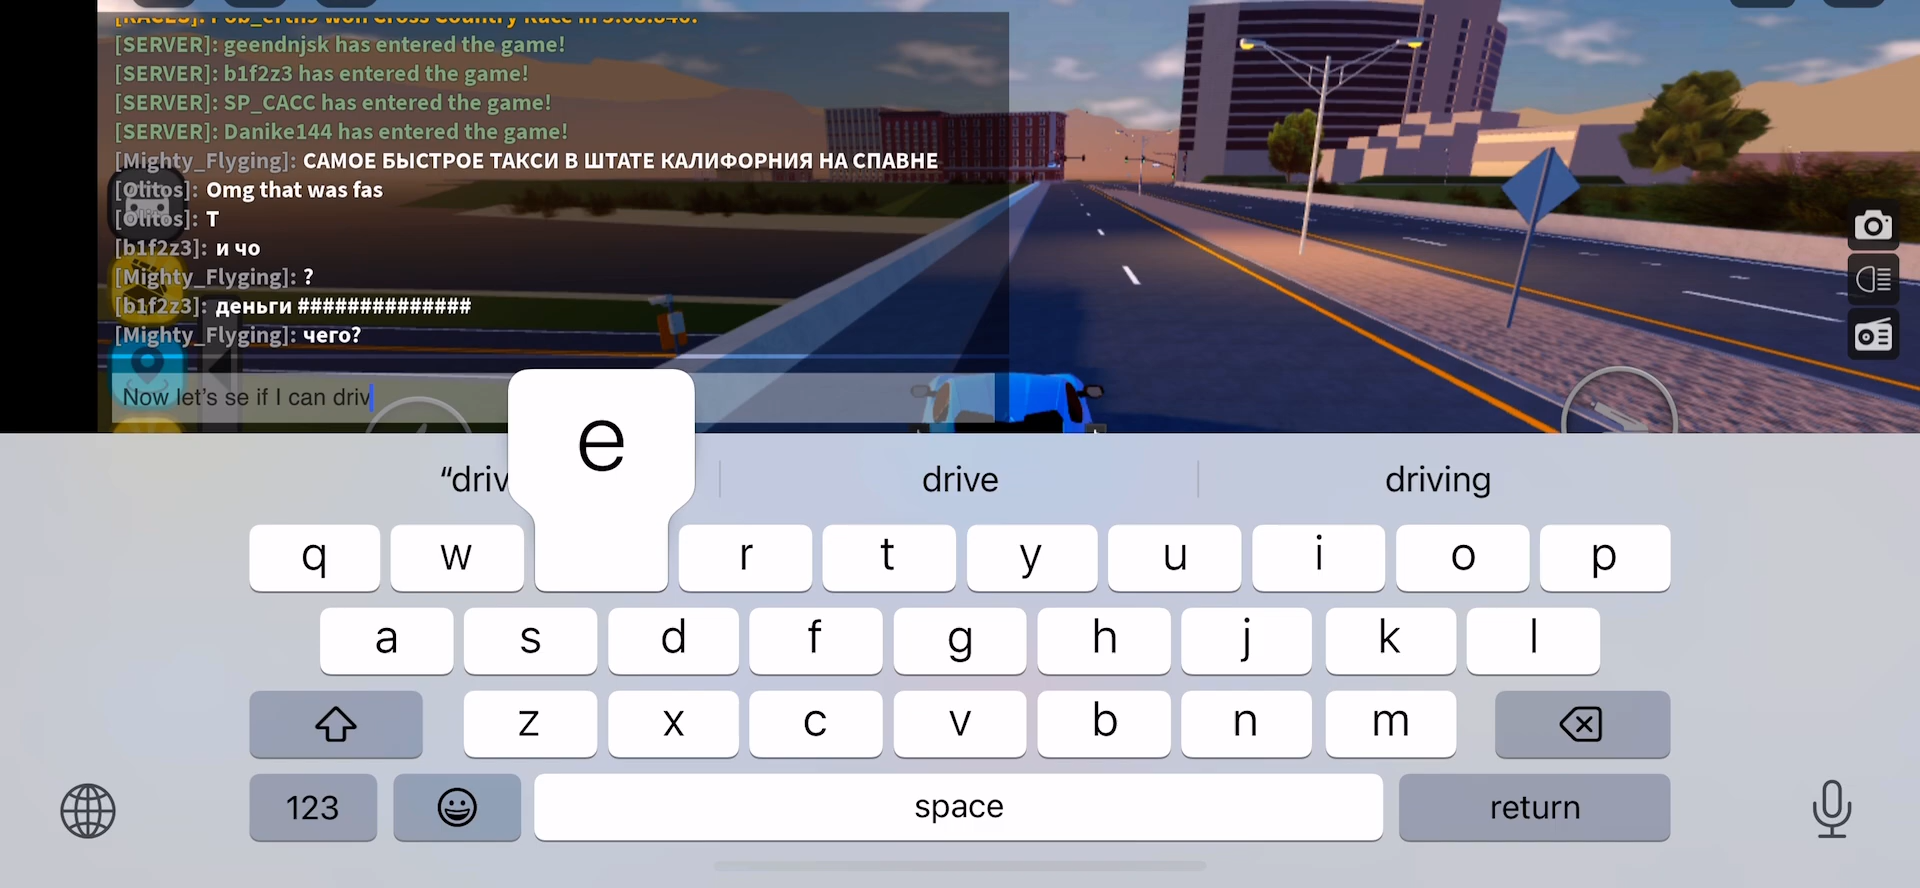 [SERVER]: geendnjsk has entered the game!
[SERVER]: b1f2z3 has entered the game!
[SERVER]: SP_CACC has entered the game!
[SERVER]: Danike144 has entered the game!
[Mighty_Flyging]: САМОЕ БЫСТРОЕ ТАКСИ В ШТАТЕ КАЛИФОРНИЯ НА СПАВНЕ
[Olitos]: Omg that was fas
[Olitos]: T
[b1f2z3]: и чо
[Mighty_Flyging]: ?
[b1f2z3]: деньги ##############
[Mighty_Flyging]: чего?
Now let's se if I can driv
“driv drive driving
q w e r t y u i o p
a s d f g h j k l
z x c v b n m
123 space return